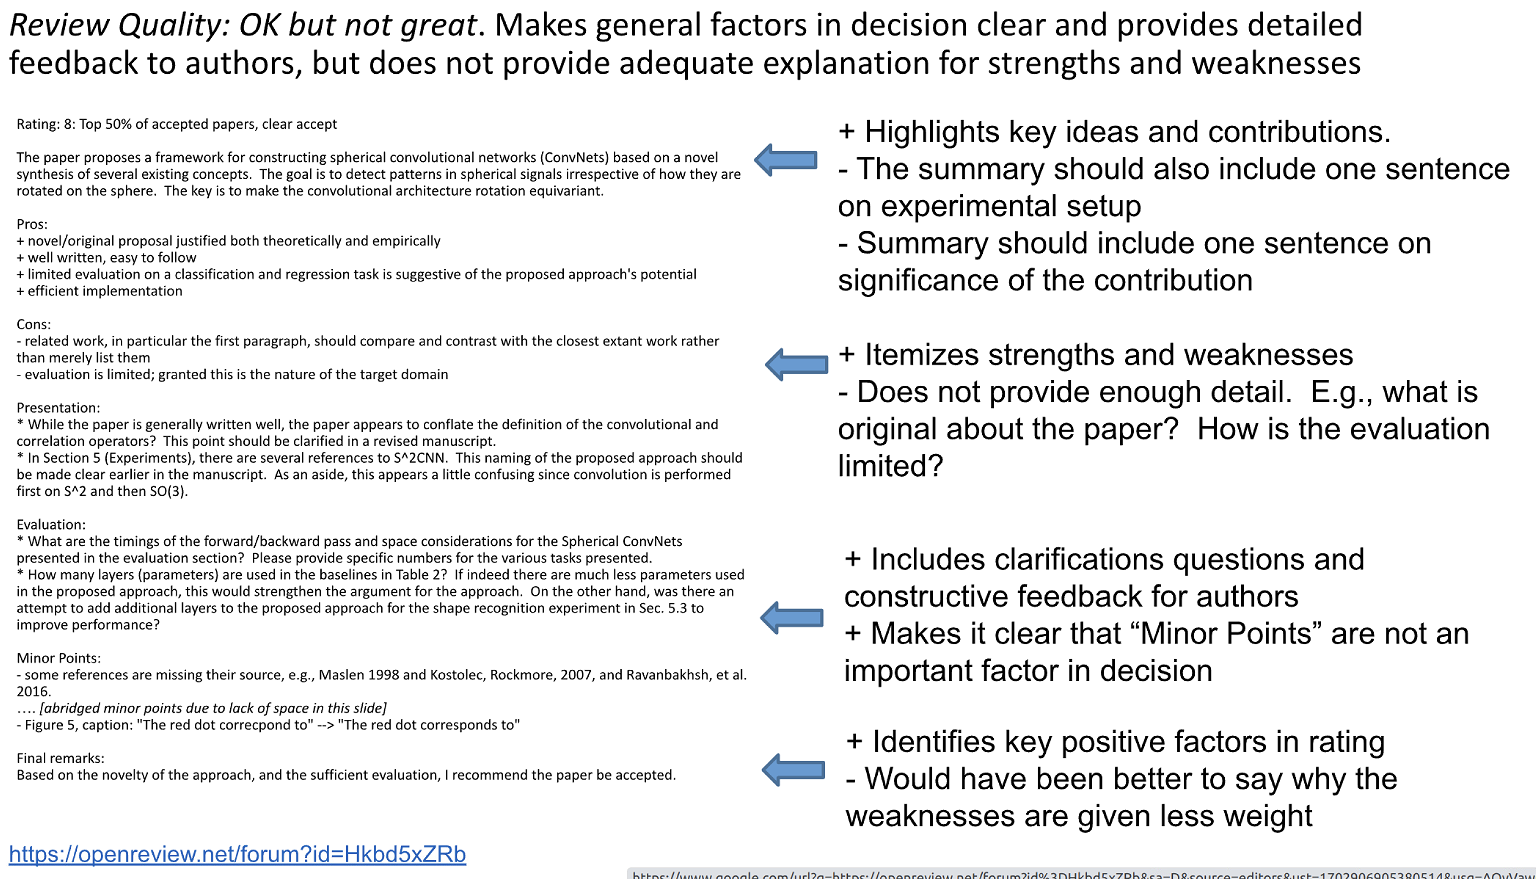 Review Quality: OK but not great. Makes general factors in decision clear and provides detailed
feedback to authors, but does not provide adequate explanation for strengths and weaknesses
Rating: 8: Top 50% of accepted papers, clear accept
The paper proposes a framework for constructing spherical convolutional networks (ConvNets) based on a novel
synthesis of several existing concepts.  The goal is to detect patterns in spherical signals irrespective of how they are
rotated on the sphere.  The key is to make the convolutional architecture rotation equivariant.
Pros:
+ novel/original proposal justified both theoretically and empirically
+ well written, easy to follow
+ limited evaluation on a classification and regression task is suggestive of the proposed approach's potential
+ efficient implementation
Cons:
- related work, in particular the first paragraph, should compare and contrast with the closest extant work rather
than merely list them
- evaluation is limited; granted this is the nature of the target domain
Presentation:
* While the paper is generally written well, the paper appears to conflate the definition of the convolutional and
correlation operators?  This point should be clarified in a revised manuscript.
* In Section 5 (Experiments), there are several references to S^2CNN.  This naming of the proposed approach should
be made clear earlier in the manuscript.  As an aside, this appears a little confusing since convolution is performed
first on S^2 and then SO(3).
Evaluation:
* What are the timings of the forward/backward pass and space considerations for the Spherical ConvNets
presented in the evaluation section?  Please provide specific numbers for the various tasks presented.
* How many layers (parameters) are used in the baselines in Table 2?  If indeed there are much less parameters used
in the proposed approach, this would strengthen the argument for the approach.  On the other hand, was there an
attempt to add additional layers to the proposed approach for the shape recognition experiment in Sec. 5.3 to
improve performance?
Minor Points:
- some references are missing their source, e.g., Maslen 1998 and Kostolec, Rockmore, 2007, and Ravanbakhsh, et al.
2016.
.... [abridged minor points due to lack of space in this slide]
- Figure 5, caption: "The red dot correcpond to" --> "The red dot corresponds to"
Final remarks:
Based on the novelty of the approach, and the sufficient evaluation, I recommend the paper be accepted.
https://openreview.net/forum?id=Hkbd5xZRb
+ Highlights key ideas and contributions.
- The summary should also include one sentence
on experimental setup
- Summary should include one sentence on
significance of the contribution
+ Itemizes strengths and weaknesses
- Does not provide enough detail.  E.g., what is
original about the paper?  How is the evaluation
limited?
+ Includes clarifications questions and
constructive feedback for authors
+ Makes it clear that “Minor Points” are not an
important factor in decision
+ Identifies key positive factors in rating
- Would have been better to say why the
weaknesses are given less weight